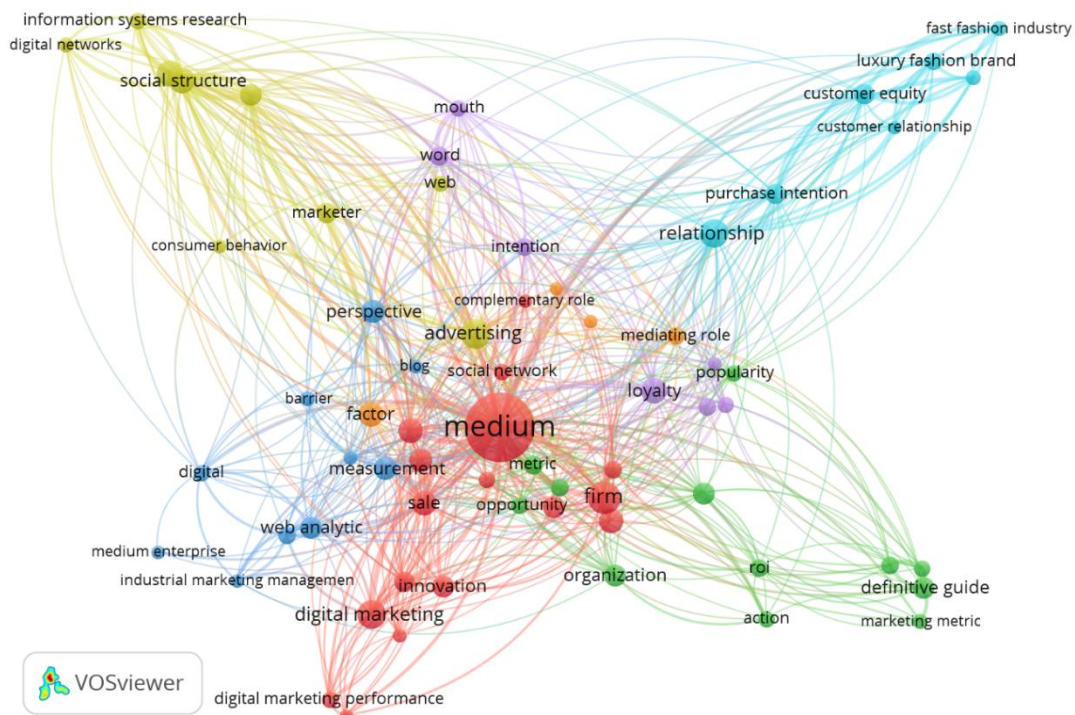 information systems research
fast fashion industry
digital networks
luxury fashion brand
social structure
customer equity
mouth
customer relationship
word
web
purchase intention
marketer
relationship
consumer behavior
intention
complementary role
perspective
advertising
mediating role
blog
social network
popularity
loyalty
barrier
factor
medium
digital
measurement
metric
sale
opportunity
firm
web analytic
medium enterprise
industrial marketing managemen
innovation
organization
roi
definitive guide
digital marketing
action
marketing metric
VOSviewer
digital marketing performance